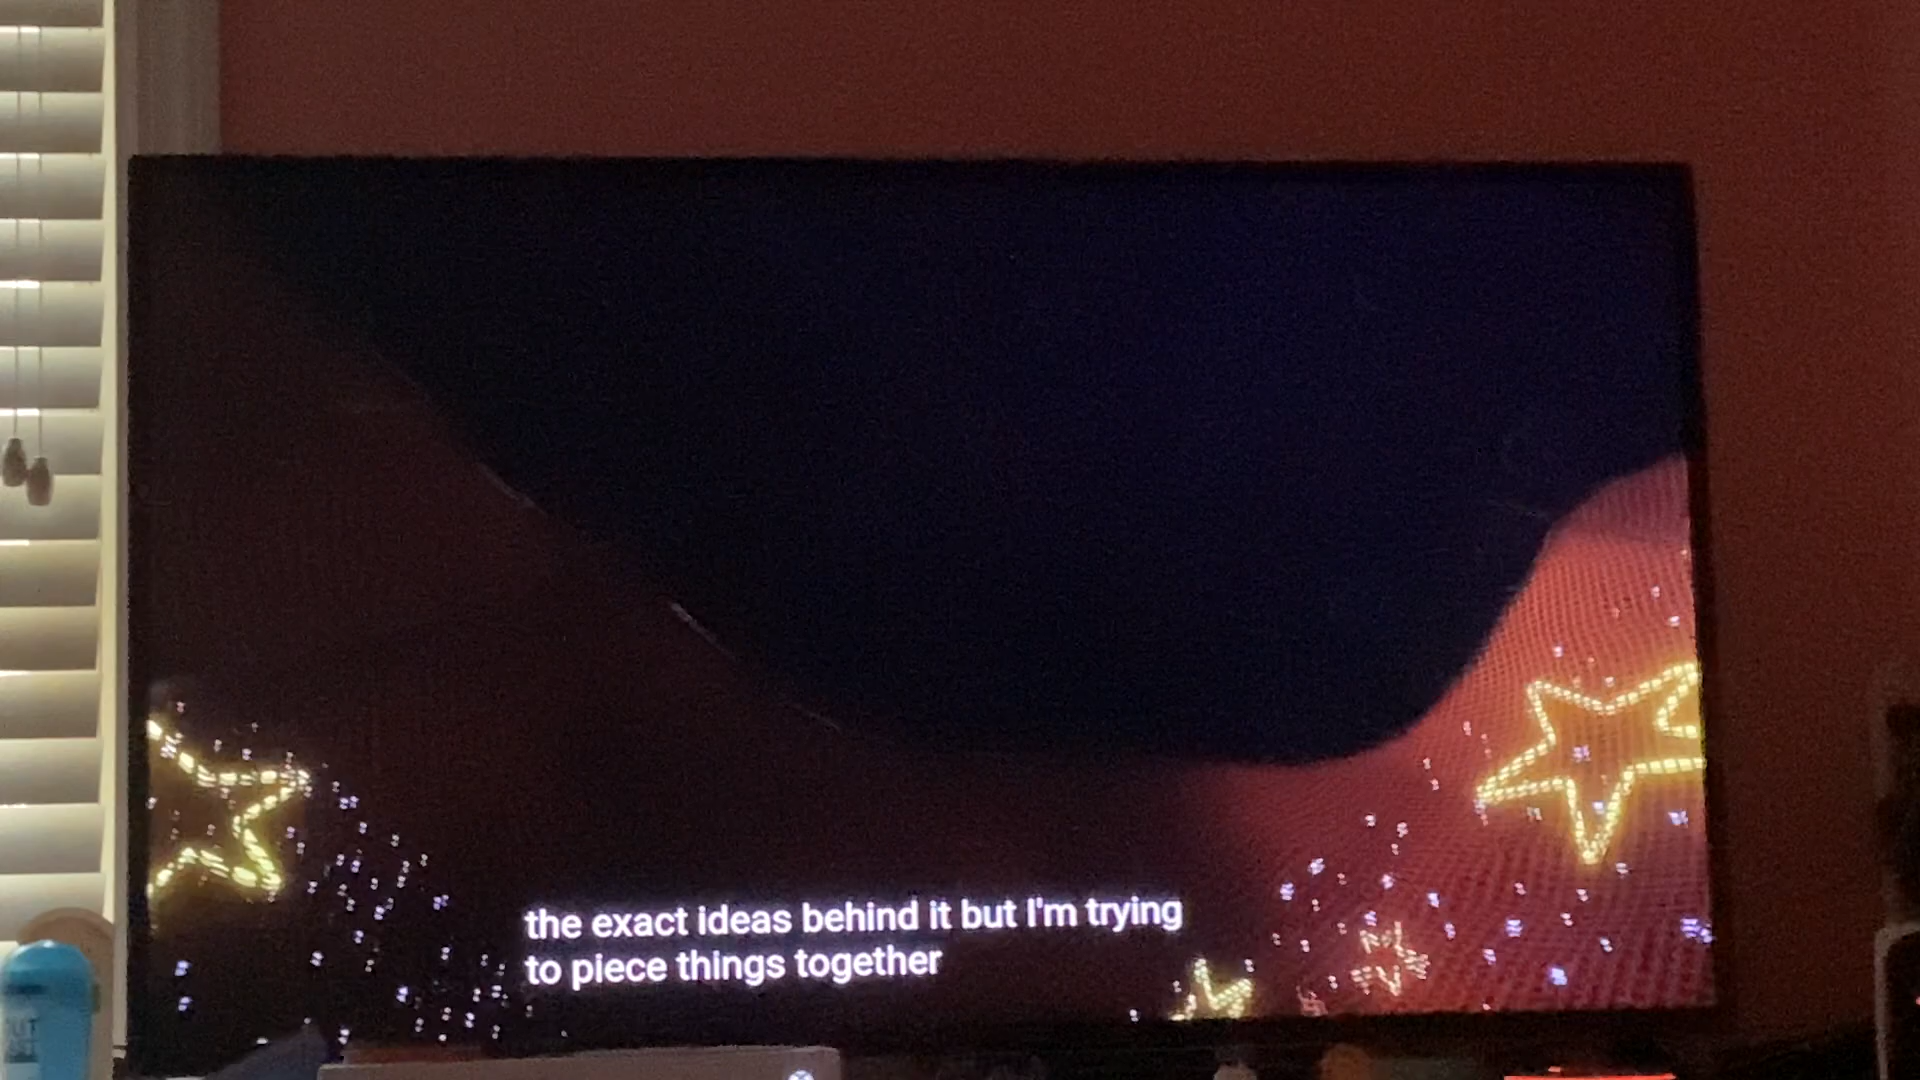 the exact ideas behind it but I'm trying
to piece things together